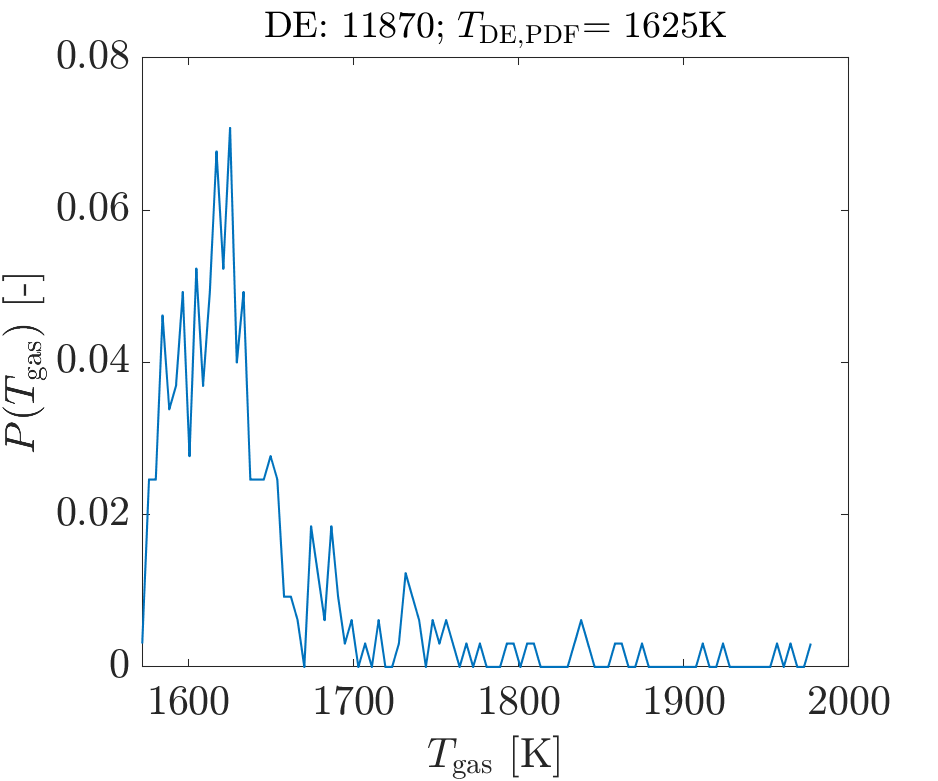 DE: 11870; T_DE,PDF= 1625K
0.08
0.06
0.04
0.02
0
P(T_gas) [-]
1600 1700 1800 1900 2000
T_gas [K]